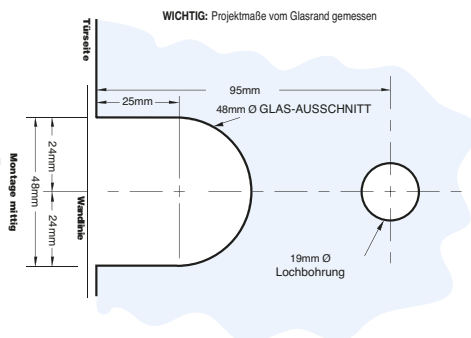 WICHTIG: Projektmaße vom Glasrand gemessen
Türseite
95mm
25mm
48mm Ø GLAS-AUSSCHNITT
24mm
48mm
24mm
Montage mittig
Wandlinie
19mm Ø
Lochbohrung